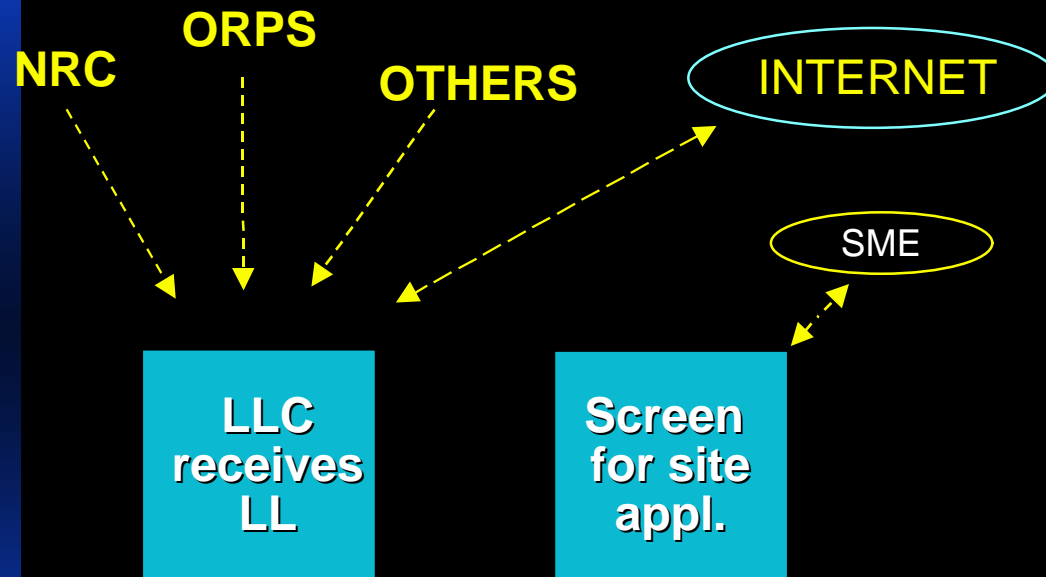 ORPS
NRC
OTHERS
INTERNET
SME
LLC
receives
LL
Screen
for site
appl.